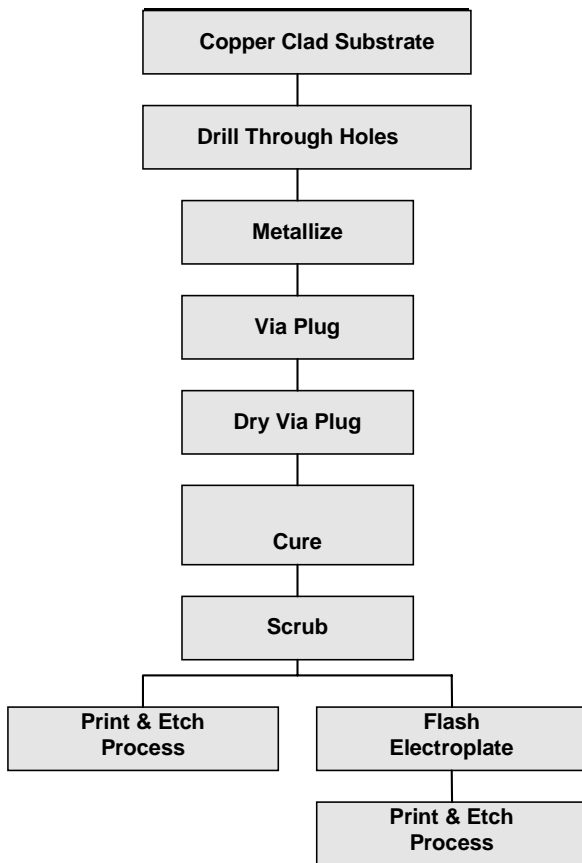 Copper Clad Substrate
Drill Through Holes
Metallize
Via Plug
Dry Via Plug
Cure
Scrub
Print & Etch
Process
Flash
Electroplate
Print & Etch
Process